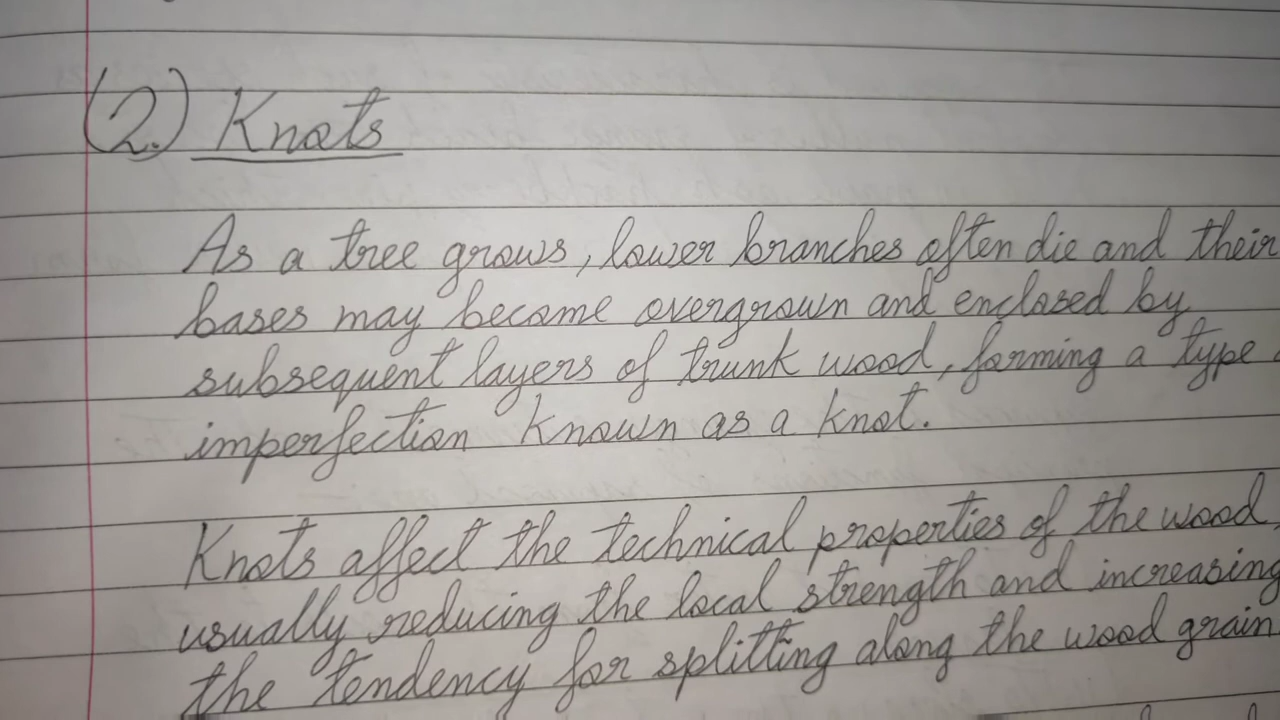 (2.) Knots
As a tree grows, lower branches often die and their
bases may become overgrown and enclosed by
subsequent layers of trunk wood, forming a type
imperfection known as a knot.
Knots affect the technical properties of the wood
usually reducing the local strength and increasing
the tendency for splitting along the wood grain